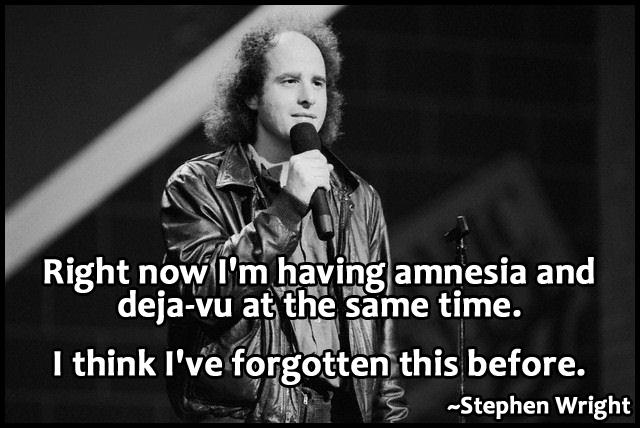 Right now I'm having amnesia and
deja-vu at the same time.
I think I've forgotten this before.
~Stephen Wright